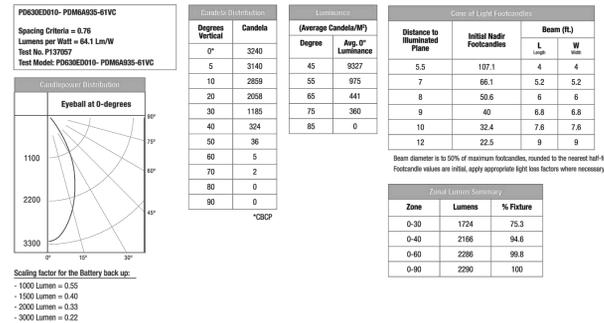 PD630ED010- PDM6A935-61VC
Spacing Criteria = 0.76
Lumens per Watt = 64.1 Lm/W
Test No. P137057
Test Model: PD630ED010- PDM6A935-61VC
Candlepower Distribution
Eyeball at 0-degrees
90°
75°
1100
2200
45°
3300
0° 15° 30°
Scaling factor for the Battery back up:
- 1000 Lumen = 0.55
- 1500 Lumen = 0.40
- 2000 Lumen = 0.33
- 3000 Lumen = 0.22
Candela Distribution
Degrees Vertical Candela
0* 3240
5 3140
10 2859
20 2058
30 1185
40 324
50 36
60 5
70 2
80 0
90 0
*CBCP
Luminance
(Average Candela/M²)
Degree Avg. 0° Luminance
45 9327
55 975
65 441
75 360
85 0
Cone of Light Footcandles
Distance to Illuminated Plane Initial Nadir Footcandles Beam (ft.)
L Length W Width
5.5 107.1 4 4
7 66.1 5.2 5.2
8 50.6 6 6
9 40 6.8 6.8
10 32.4 7.6 7.6
12 22.5 9 9
Beam diameter is to 50% of maximum footcandles, rounded to the nearest half-f
Footcandle values are initial, apply appropriate light loss factors where necessary
Zonal Lumen Summary
Zone Lumens % Fixture
0-30 1724 75.3
0-40 2166 94.6
0-60 2286 99.8
0-90 2290 100